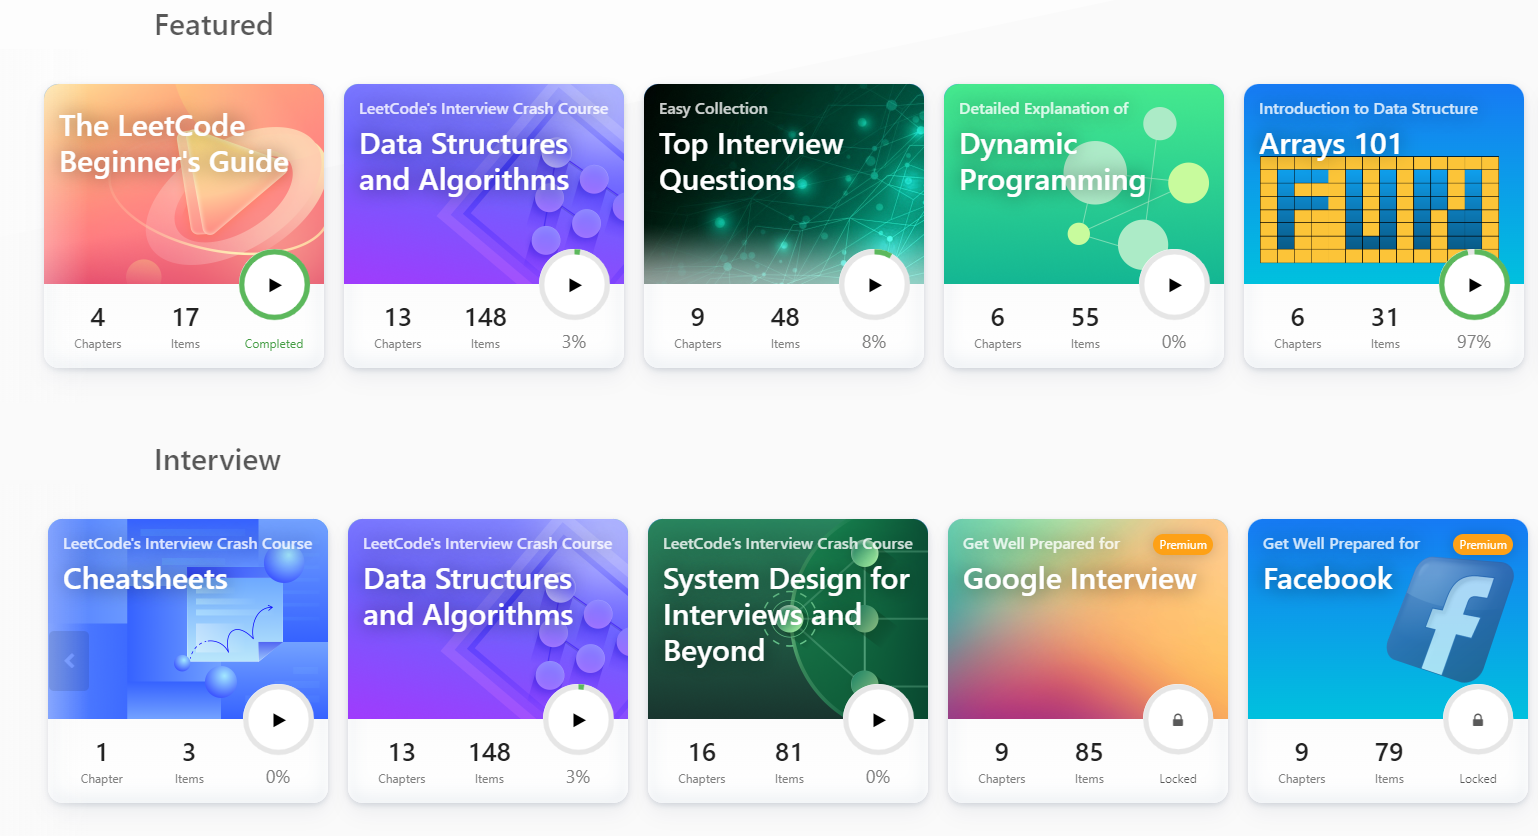 Featured
The LeetCode
Beginner's Guide
4
Chapters
17
Items
Completed
LeetCode's Interview Crash Course
Data Structures
and Algorithms
13
Chapters
148
Items
3%
Easy Collection
Top Interview
Questions
9
Chapters
48
Items
8%
Detailed Explanation of
Dynamic
Programming
6
Chapters
55
Items
0%
Introduction to Data Structure
Arrays 101
FUN
6
Chapters
31
Items
97%
Interview
LeetCode's Interview Crash Course
Cheatsheets
1
Chapter
3
Items
0%
LeetCode's Interview Crash Course
Data Structures
and Algorithms
13
Chapters
148
Items
3%
LeetCode's Interview Crash Course
System Design for
Interviews and
Beyond
16
Chapters
81
Items
0%
Get Well Prepared for
Premium
Google Interview
9
Chapters
85
Items
Locked
Get Well Prepared for
Premium
Facebook
f
9
Chapters
79
Items
Locked